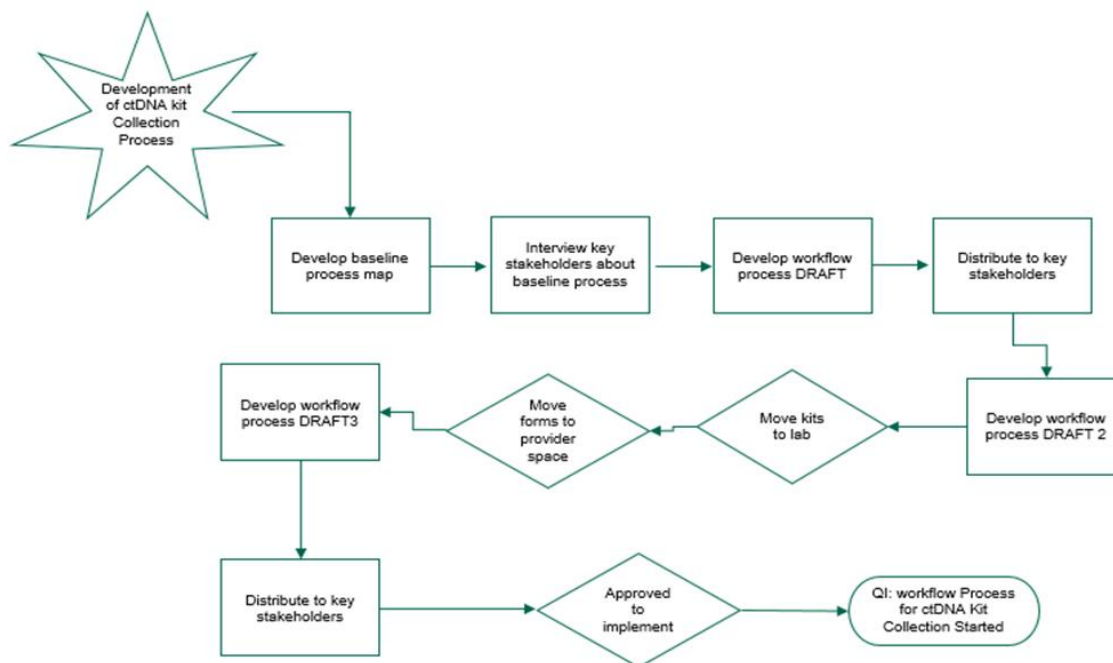 Development
of ctDNA kit
Collection
Process
Develop baseline
process map
Interview key
stakeholders about
baseline process
Develop workflow
process DRAFT
Distribute to key
stakeholders
Develop workflow
process DRAFT 2
Move kits
to lab
Move
forms to
provider
space
Develop workflow
process DRAFT3
Distribute to key
stakeholders
Approved
to
implement
QI: workflow Process
for ctDNA Kit
Collection Started